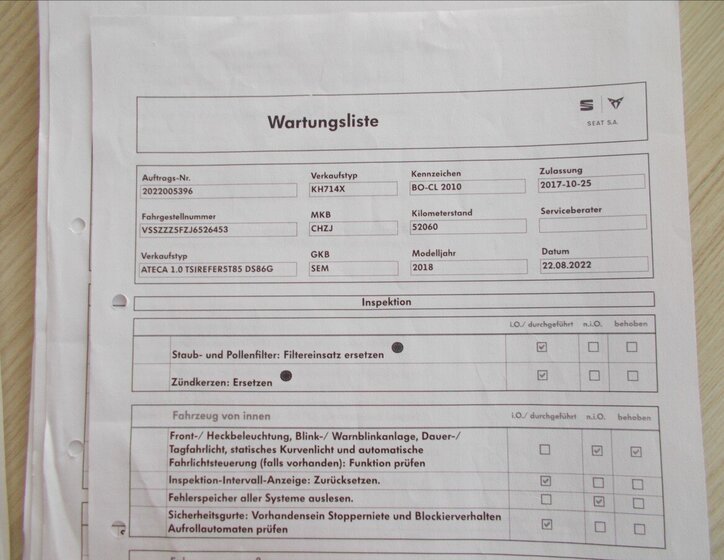 Wartungsliste
SEAT S.A.
Auftrags-Nr. Verkaufstyp Kennzeichen Zulassung
2022005396 KH714X BO-CL 2010 2017-10-25
Fahrgestellnummer MKB Kilometerstand Serviceberater
VSSZZZ5FZJ6526453 CHZJ 52060
Verkaufstyp GKB Modelljahr Datum
ATECA 1.0 TSIREFER5T85 DS86G SEM 2018 22.08.2022
Inspektion
i.O./ durchgeführt n.i.O. behoben
Staub- und Pollenfilter: Filtereinsatz ersetzen
Zündkerzen: Ersetzen
Fahrzeug von innen i.O./ durchgeführt n.i.O. behoben
Front-/ Heckbeleuchtung, Blink-/ Warnblinkanlage, Dauer-/
Tagfahrlicht, statisches Kurvenlicht und automatische
Fahrlichtsteuerung (falls vorhanden): Funktion prüfen
Inspektion-Intervall-Anzeige: Zurücksetzen.
Fehlerspeicher aller Systeme auslesen.
Sicherheitsgurte: Vorhandensein Stopperniete und Blockierverhalten
Aufrollautomaten prüfen